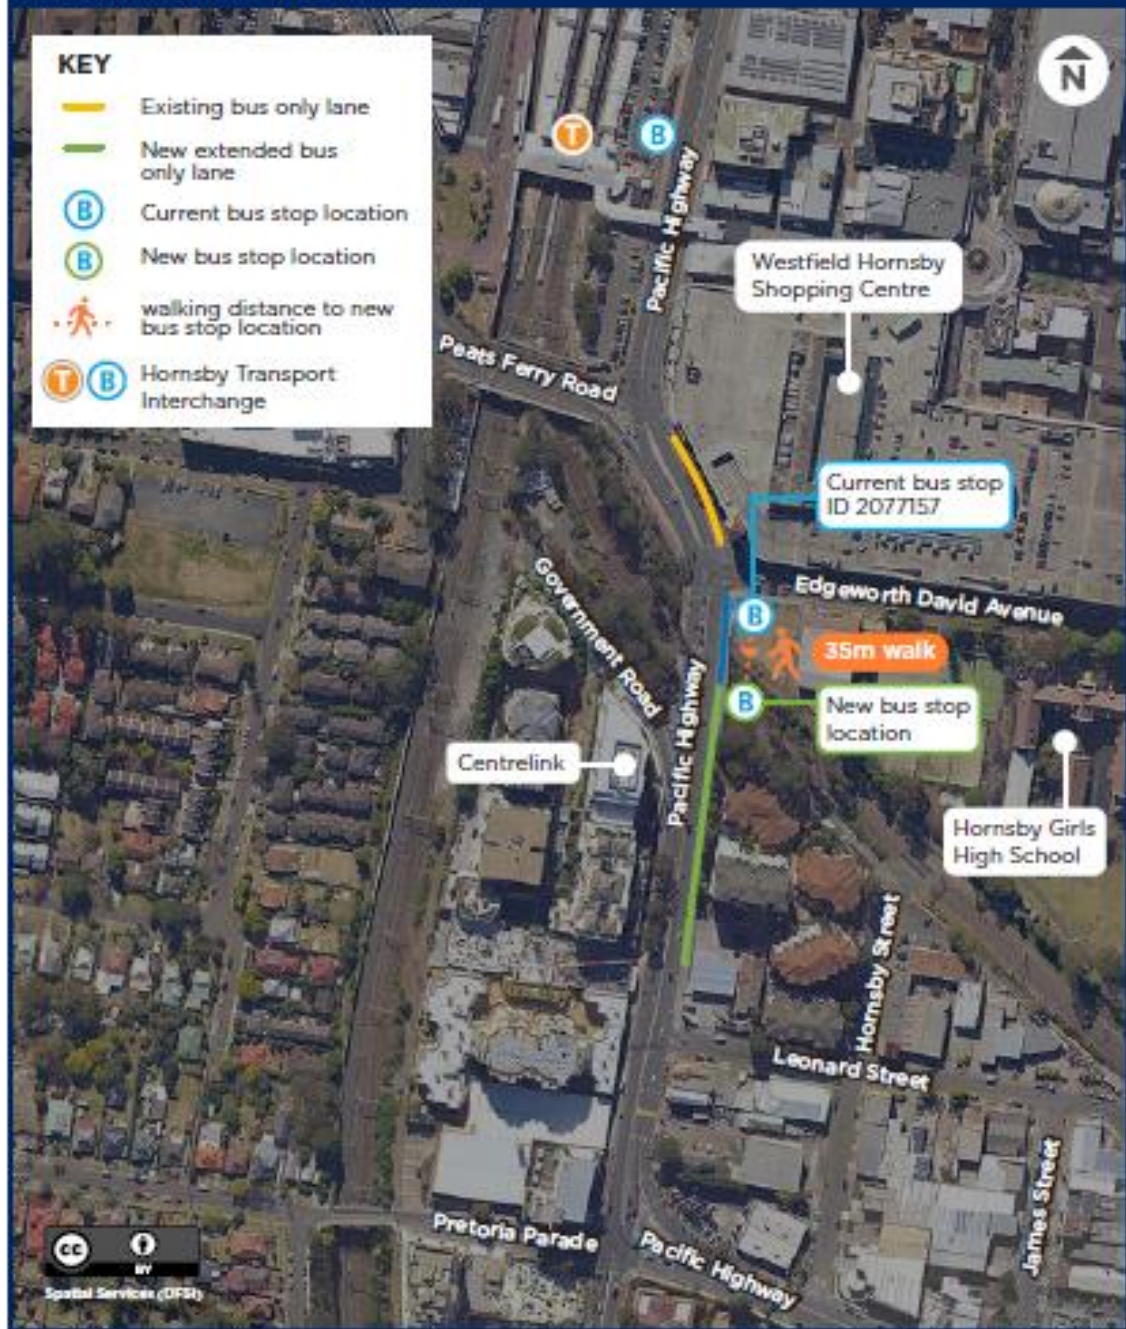 KEY
Existing bus only lane
New extended bus
only lane
B
Current bus stop location
B
New bus stop location
walking distance to new
bus stop location
T B
Hornsby Transport
Interchange
N
T
B
Pacific Highway
Westfield Hornsby
Shopping Centre
Peats Ferry Road
Current bus stop
ID 2077157
Edgeworth David Avenue
B
35m walk
Government Road
B
New bus stop
location
Pacific Highway
Centrelink
Hornsby Girls
High School
Hornsby Street
Leonard Street
James Street
Pretoria Parade
Pacific Highway
cc
BY
Spatial Services (DFSI)